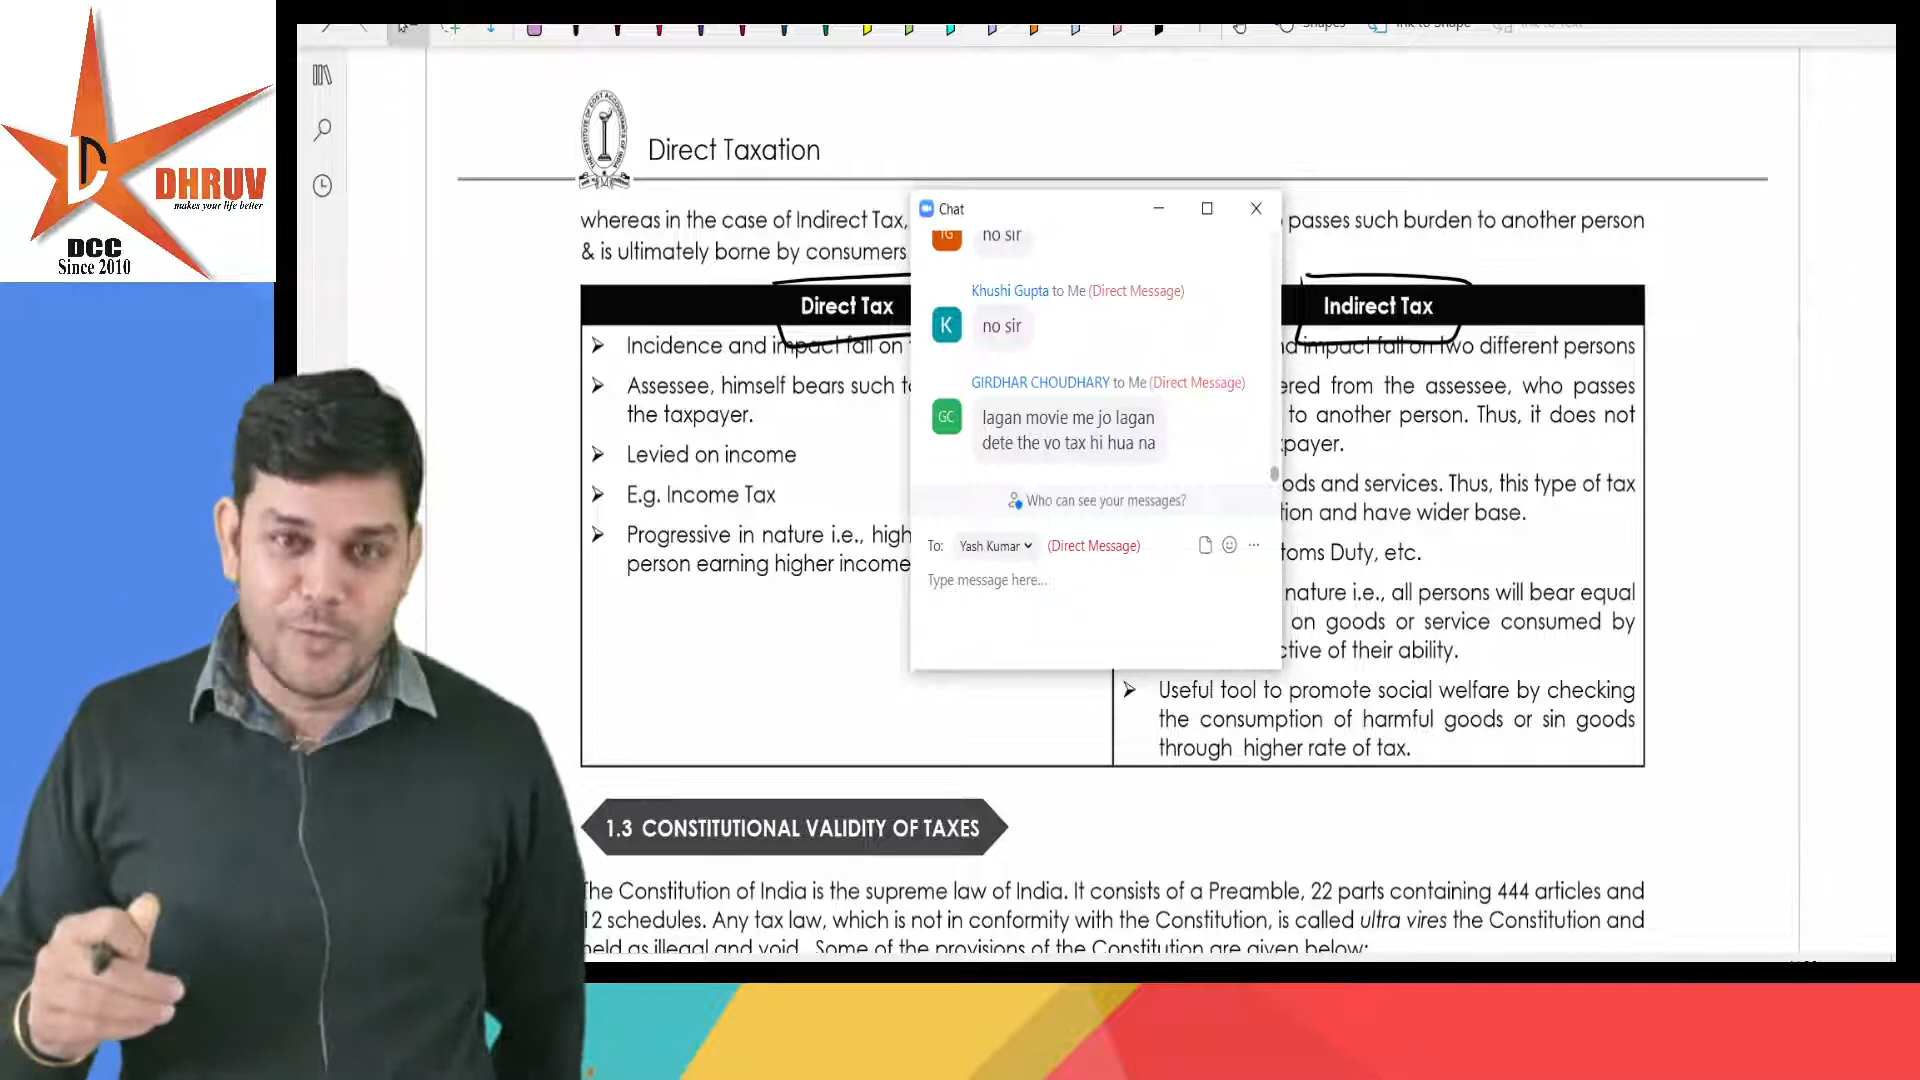 DHRUV
makes your life better
DCC
Since 2010
Direct Taxation
whereas in the case of Indirect Tax,
passes such burden to another person
& is ultimately borne by consumers
Direct Tax
Indirect Tax
Incidence and impact fall on
impact fall on two different persons
Assessee, himself bears such
the taxpayer.
ered from the assessee, who passes
to another person. Thus, it does not
payer.
Levied on income
E.g. Income Tax
ods and services. Thus, this type of tax
tion and have wider base.
toms Duty, etc.
Progressive in nature i.e., high
person earning higher income
nature i.e., all persons will bear equal
on goods or service consumed by
ctive of their ability.
Useful tool to promote social welfare by checking
the consumption of harmful goods or sin goods
through higher rate of tax.
Chat
no sir
Khushi Gupta to Me (Direct Message)
K
no sir
GIRDHAR CHOUDHARY to Me (Direct Message)
GC
lagan movie me jo lagan
dete the vo tax hi hua na
Who can see your messages?
To: Yash Kumar (Direct Message)
Type message here...
1.3 CONSTITUTIONAL VALIDITY OF TAXES
The Constitution of India is the supreme law of India. It consists of a Preamble, 22 parts containing 444 articles and
12 schedules. Any tax law, which is not in conformity with the Constitution, is called ultra vires the Constitution and
held as illegal and void. Some of the provisions of the Constitution are given below: